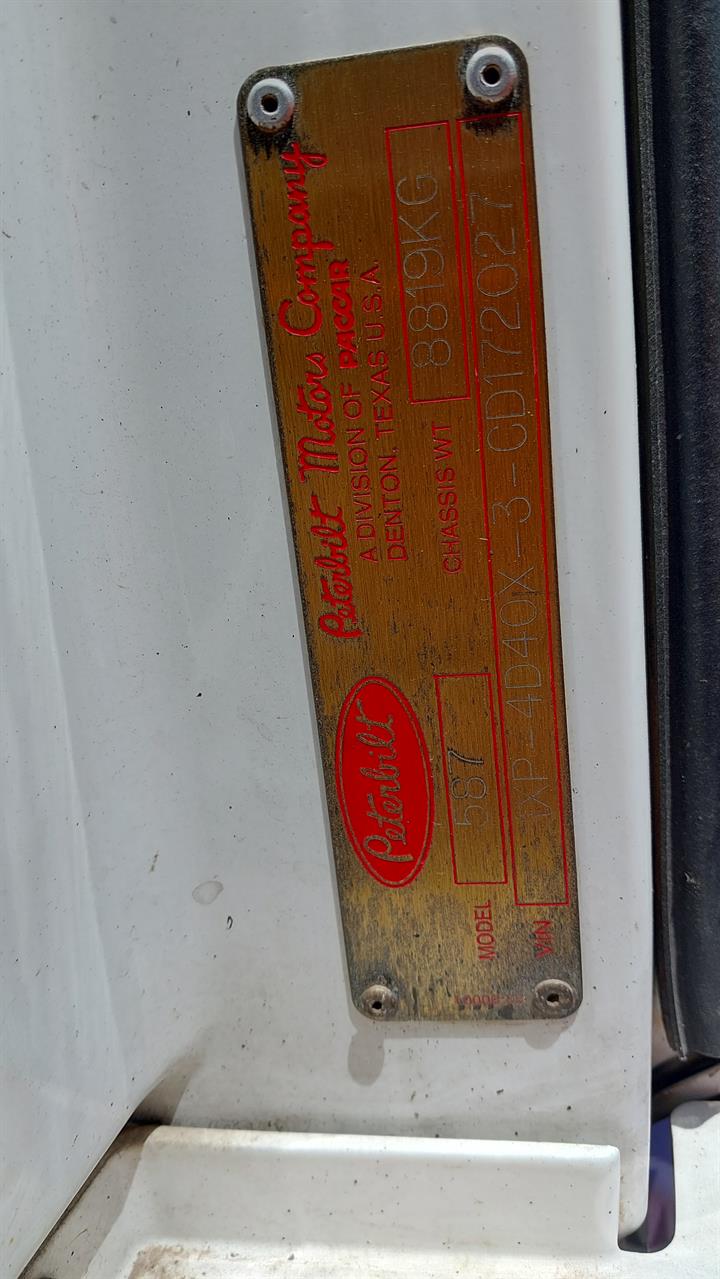 Peterbilt Motors Company
A DIVISION OF PACCAR
DENTON, TEXAS U.S.A.
Peterbilt
MODEL 587
CHASSIS WT 8819KG
VIN 1XP-4D40X-3-CD172027